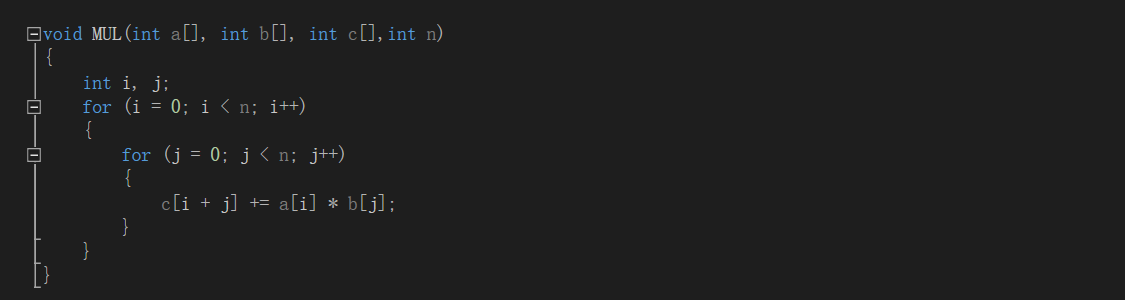 void MUL(int a[], int b[], int c[],int n)
{
int i, j;
for (i = 0; i < n; i++)
{
for (j = 0; j < n; j++)
{
c[i + j] += a[i] * b[j];
}
}
}